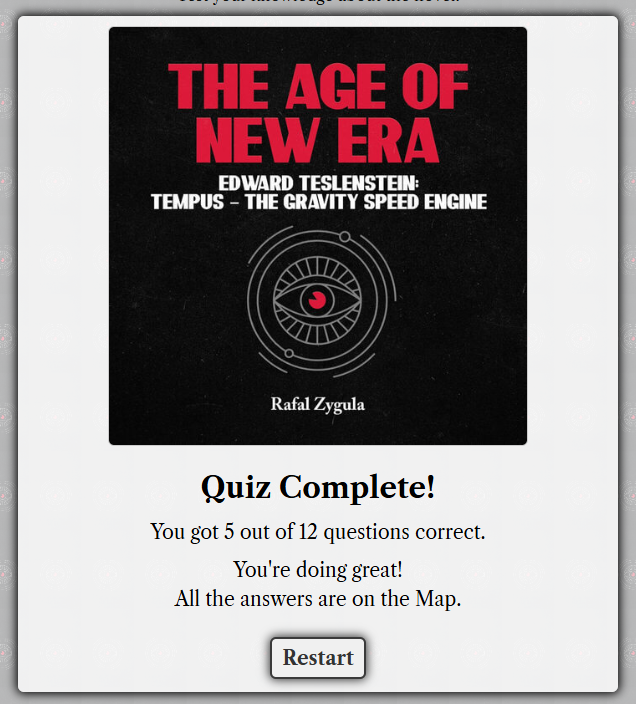 THE AGE OF
NEW ERA
EDWARD TESLENSTEIN:
TEMPUS – THE GRAVITY SPEED ENGINE
Rafal Zygula
Quiz Complete!
You got 5 out of 12 questions correct.
You're doing great!
All the answers are on the Map.
Restart